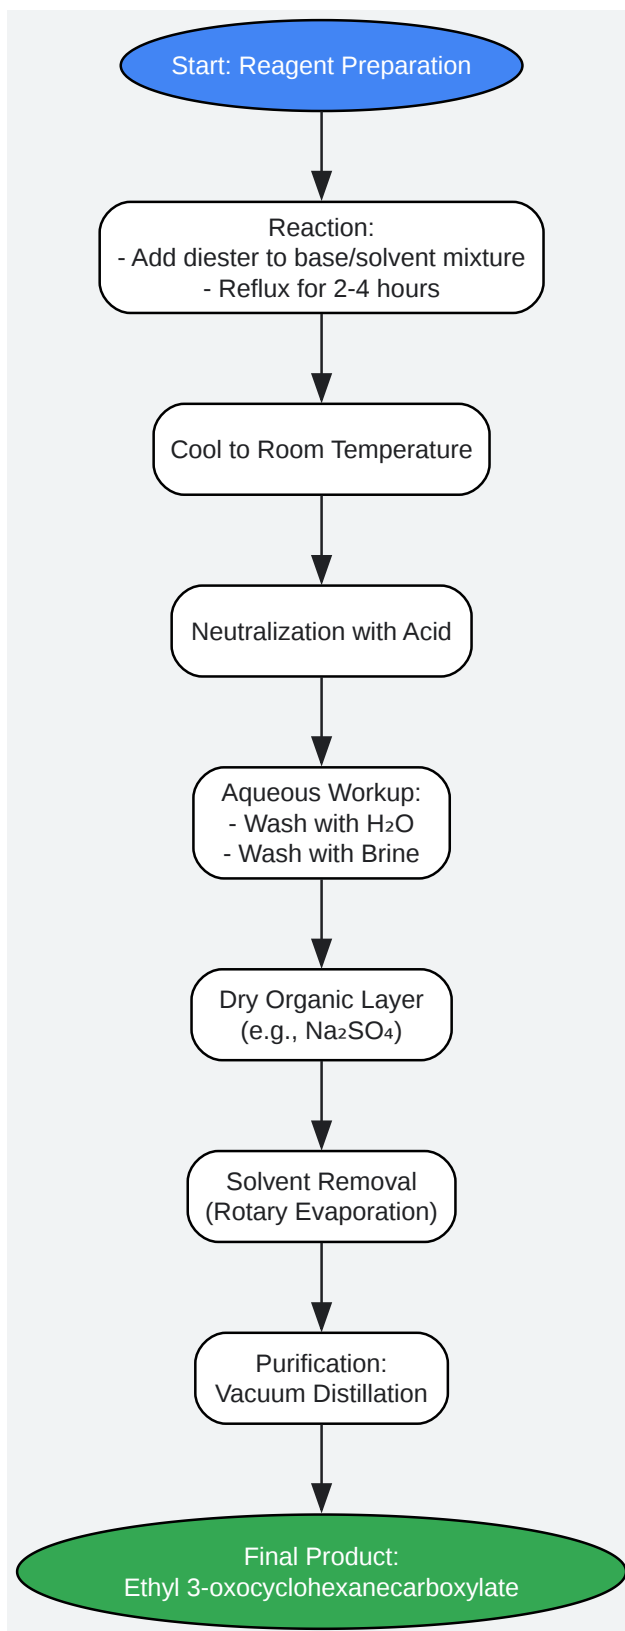 Start: Reagent Preparation
Reaction:
- Add diester to base/solvent mixture
- Reflux for 2-4 hours
Cool to Room Temperature
Neutralization with Acid
Aqueous Workup:
- Wash with H₂O
- Wash with Brine
Dry Organic Layer
(e.g., Na₂SO₄)
Solvent Removal
(Rotary Evaporation)
Purification:
Vacuum Distillation
Final Product:
Ethyl 3-oxocyclohexanecarboxylate